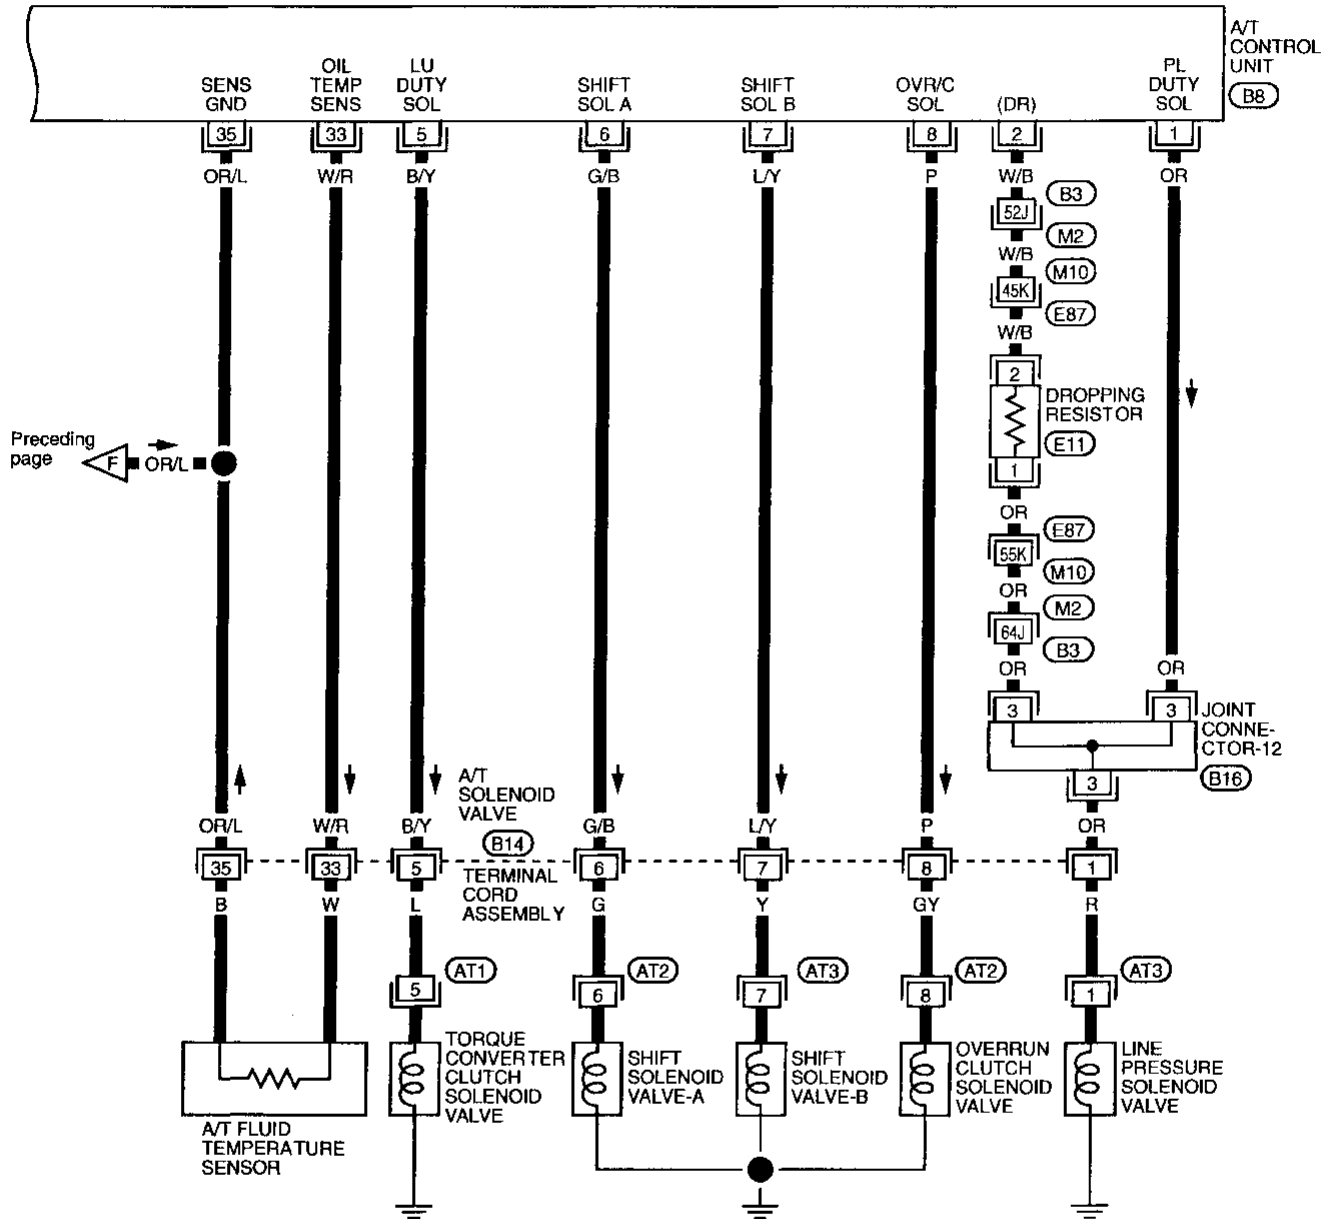 A/T
CONTROL
UNIT
B8
SENS
GND
OIL
TEMP
SENS
LU
DUTY
SOL
SHIFT
SOL A
SHIFT
SOL B
OVR/C
SOL
(DR)
PL
DUTY
SOL
35 33 5 6 7 8 2 1
OR/L W/R B/Y G/B L/Y P W/B OR
52J
B3
M2
W/B
M10
45K
E87
W/B
2
DROPPING
RESISTOR
E11
1
Preceding
page
F OR/L
OR
E87
55K
M10
OR
M2
64J
B3
OR OR
3 3
JOINT
CONNE-
CTOR-12
B16
3
A/T
SOLENOID
VALVE
B14
OR/L W/R B/Y G/B L/Y P OR
35 33 5 6 7 8 1
TERMINAL
CORD
ASSEMBLY
B W L G Y GY R
AT1 AT2 AT3 AT2 AT3
5 6 7 8 1
TORQUE
CONVERTER
CLUTCH
SOLENOID
VALVE
SHIFT
SOLENOID
VALVE-A
SHIFT
SOLENOID
VALVE-B
OVERRUN
CLUTCH
SOLENOID
VALVE
LINE
PRESSURE
SOLENOID
VALVE
A/T FLUID
TEMPERATURE
SENSOR